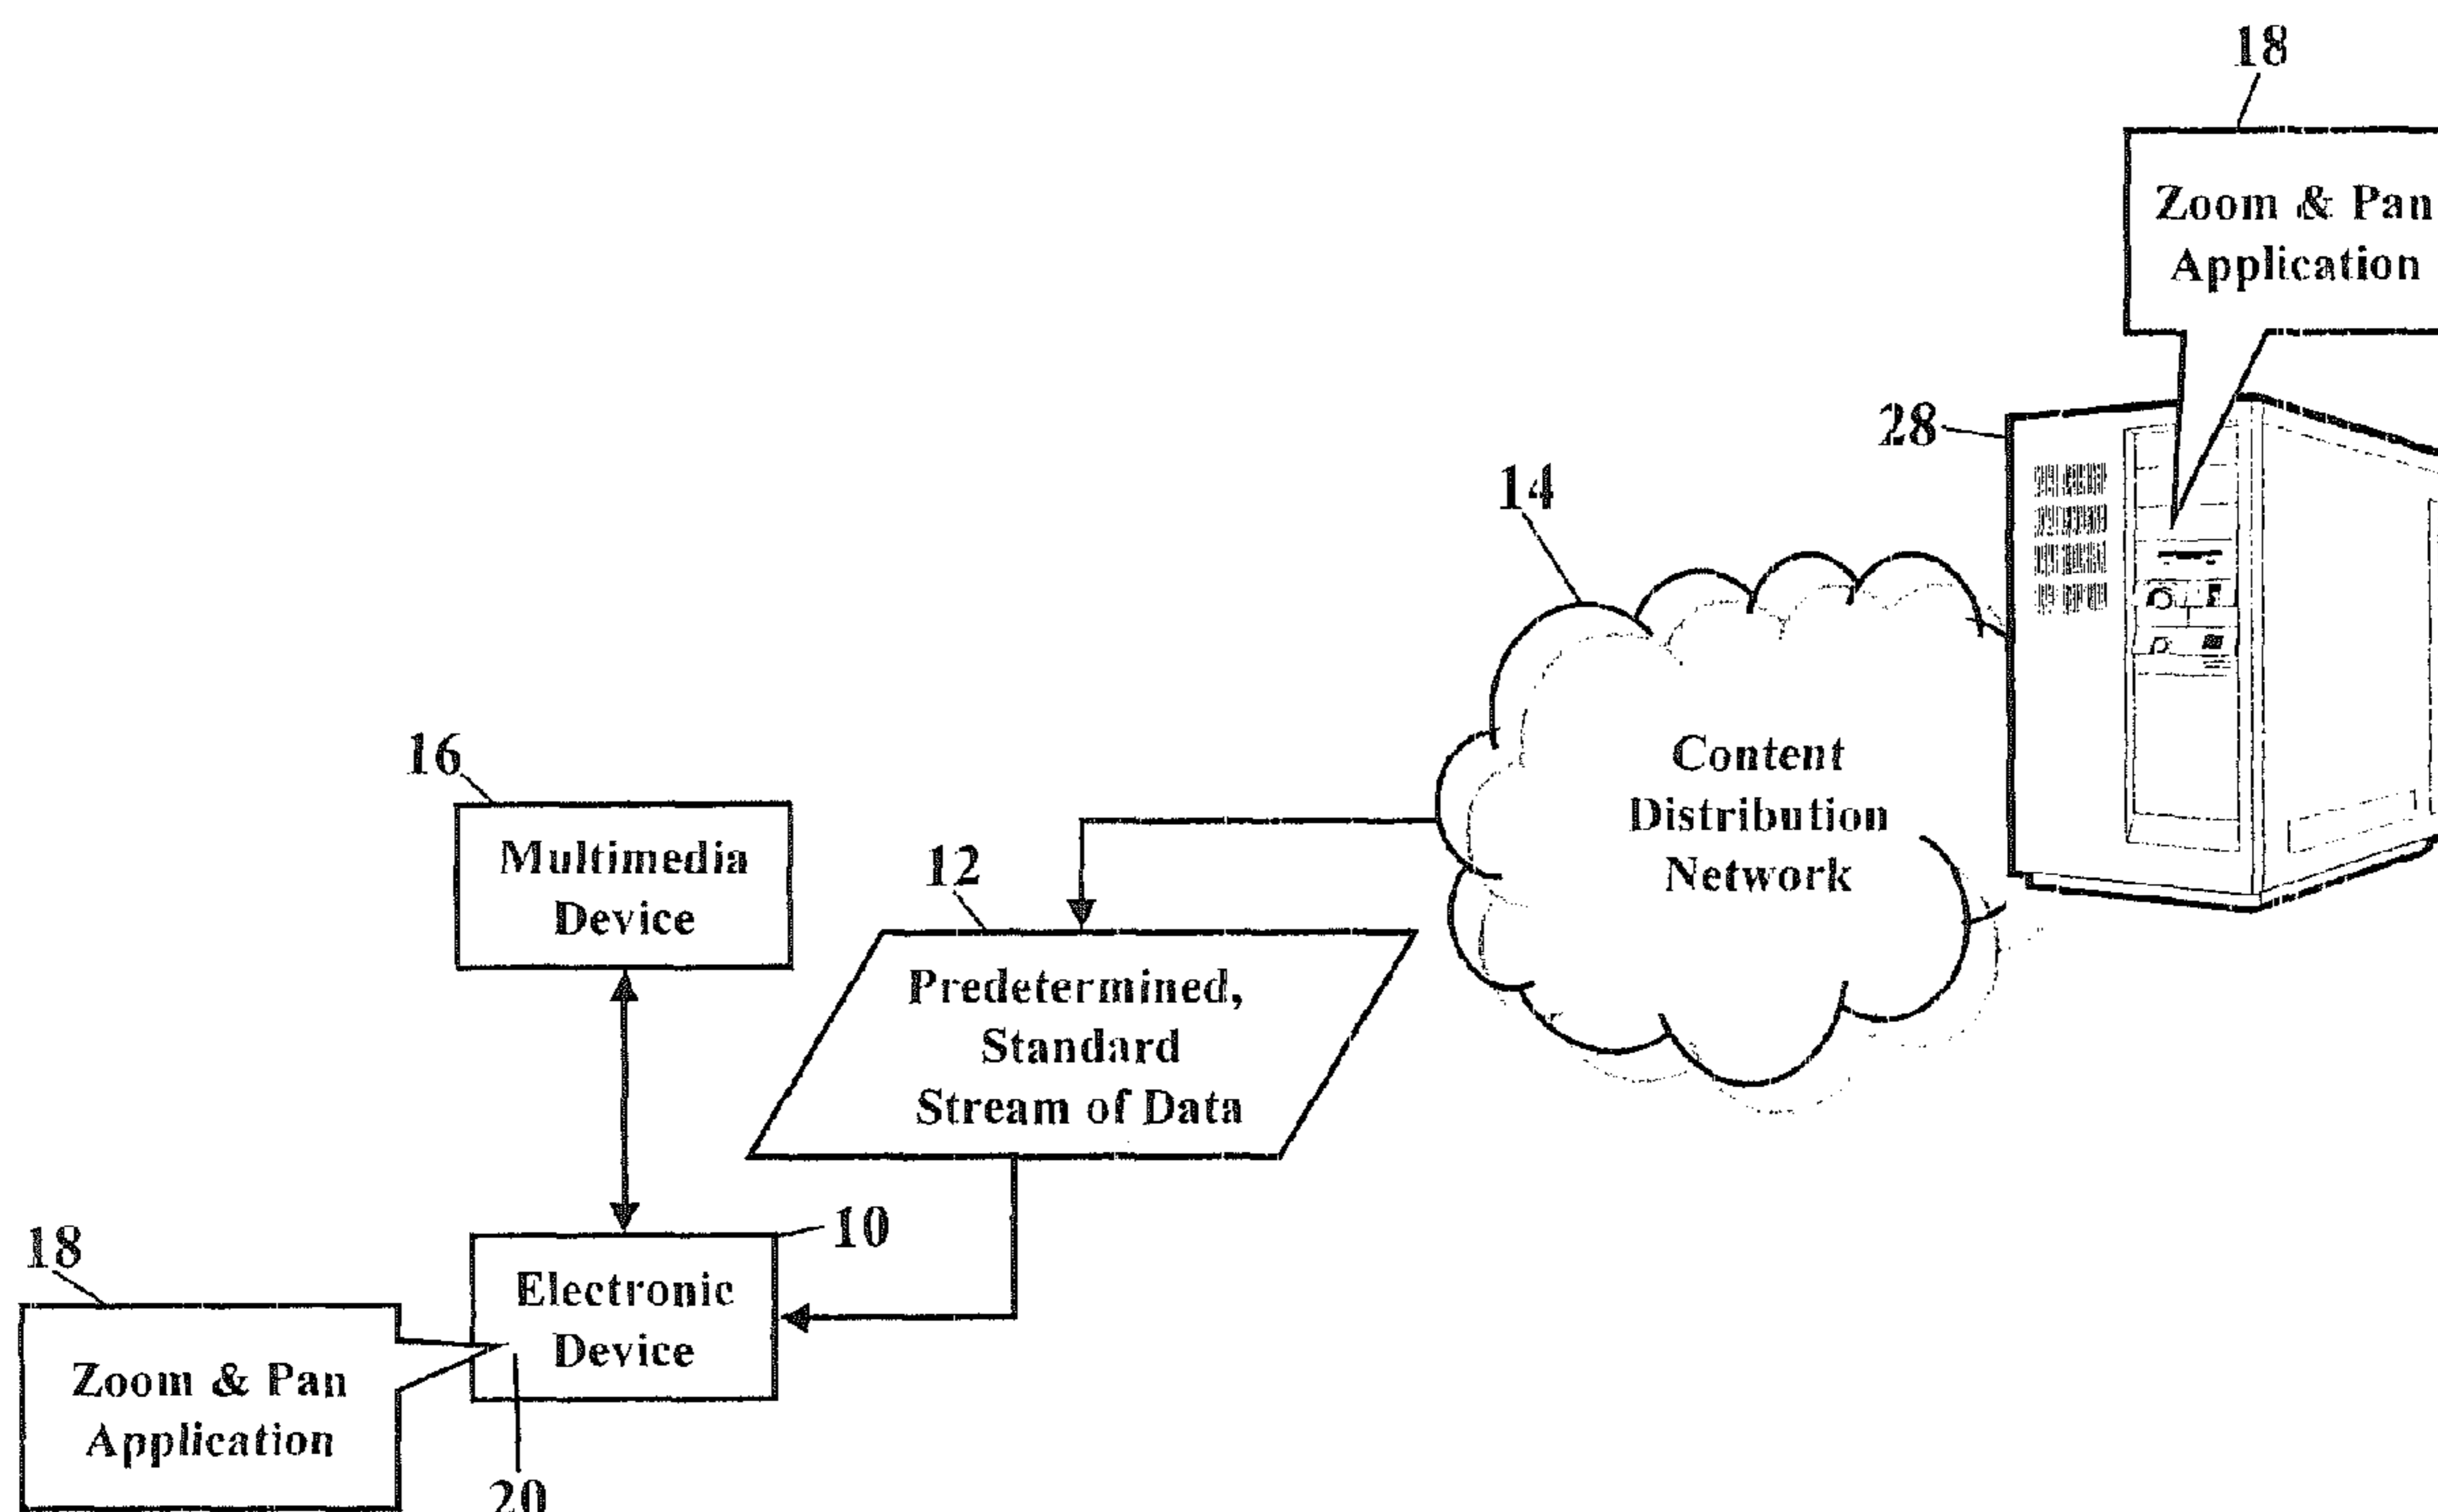 18
Zoom & Pan
Application
28
14
Content
Distribution
Network
16
Multimedia
Device
12
Predetermined,
Standard
Stream of Data
10
Electronic
Device
18
Zoom & Pan
Application
20